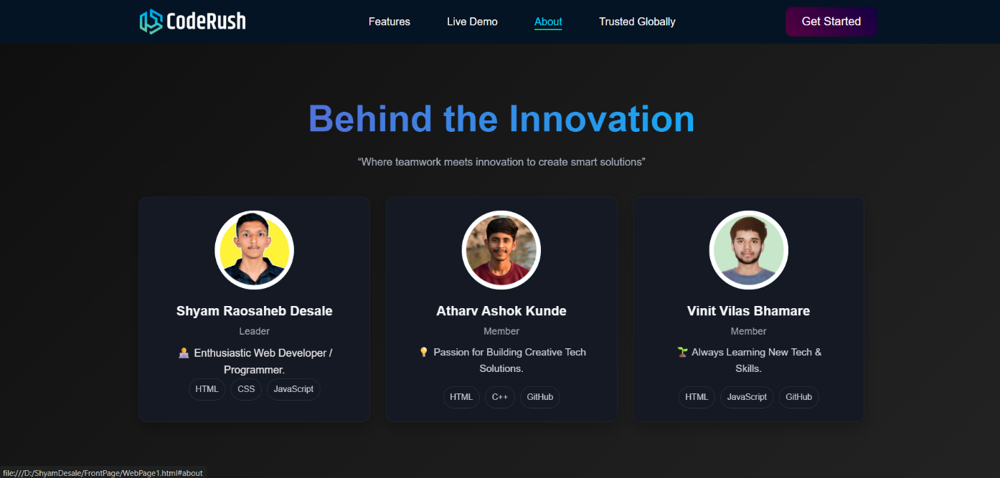 CodeRush
Features
Live Demo
About
Trusted Globally
Get Started
Behind the Innovation
“Where teamwork meets innovation to create smart solutions”
Shyam Raosaheb Desale
Leader
Enthusiastic Web Developer /
Programmer.
HTML
CSS
JavaScript
Atharv Ashok Kunde
Member
Passion for Building Creative Tech
Solutions.
HTML
C++
GitHub
Vinit Vilas Bhamare
Member
Always Learning New Tech &
Skills.
HTML
JavaScript
GitHub
file:///D:/ShyamDesale/FrontPage/WebPage1.html#about